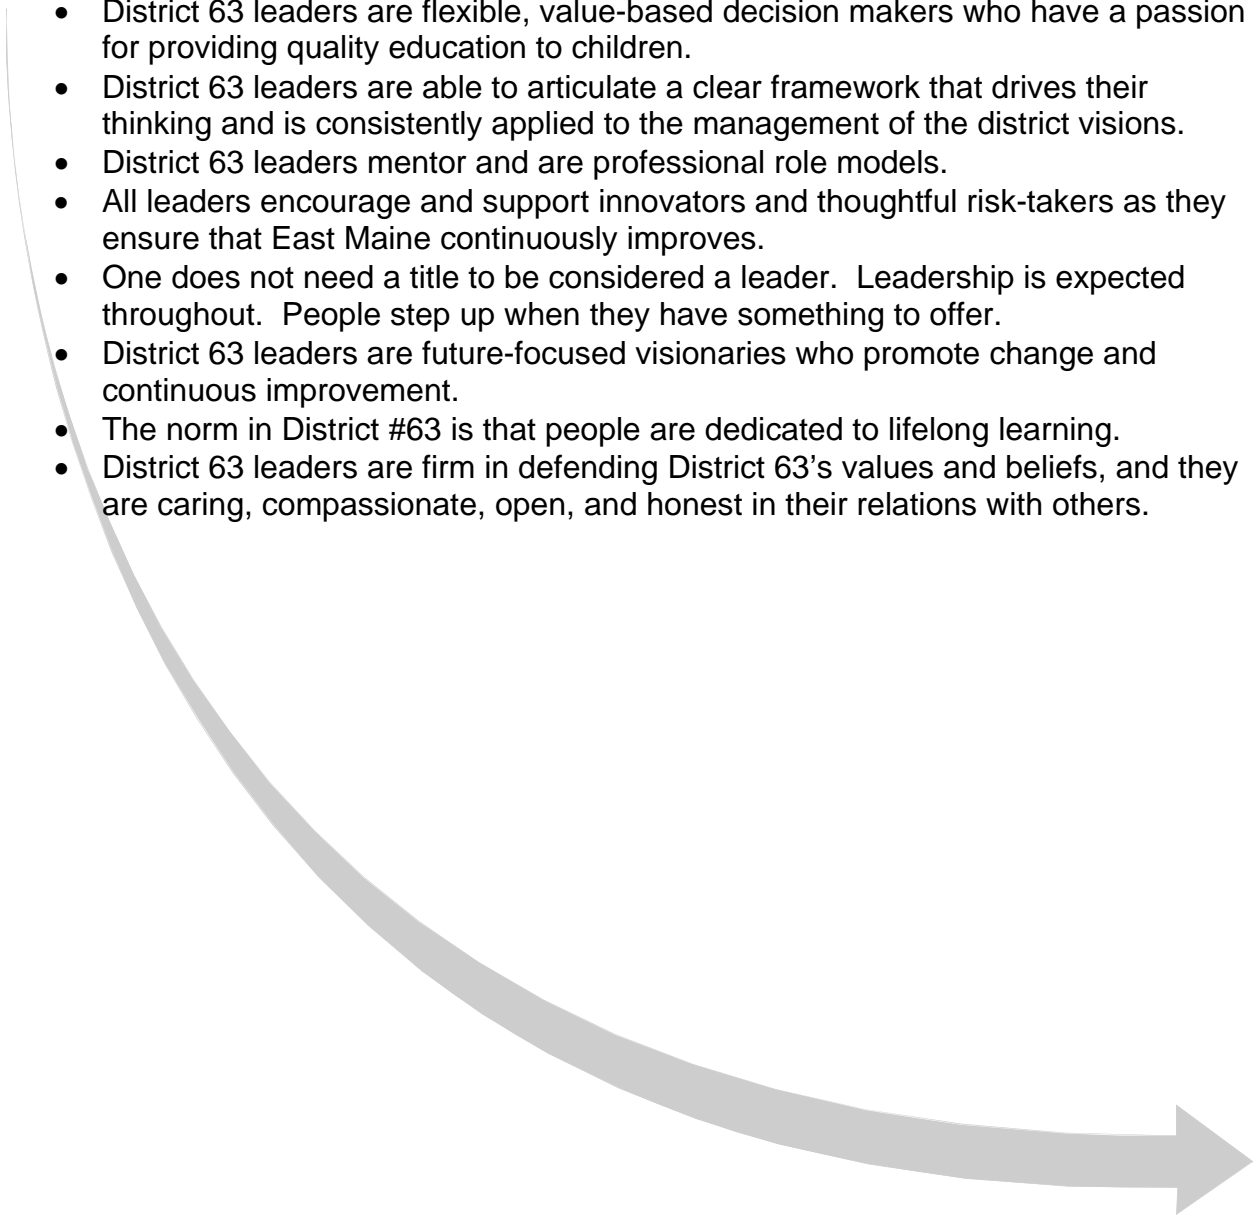 • District 63 leaders are flexible, value-based decision makers who have a passion
for providing quality education to children.
• District 63 leaders are able to articulate a clear framework that drives their
thinking and is consistently applied to the management of the district visions.
• District 63 leaders mentor and are professional role models.
• All leaders encourage and support innovators and thoughtful risk-takers as they
ensure that East Maine continuously improves.
• One does not need a title to be considered a leader.  Leadership is expected
throughout.  People step up when they have something to offer.
• District 63 leaders are future-focused visionaries who promote change and
continuous improvement.
• The norm in District #63 is that people are dedicated to lifelong learning.
• District 63 leaders are firm in defending District 63’s values and beliefs, and they
are caring, compassionate, open, and honest in their relations with others.